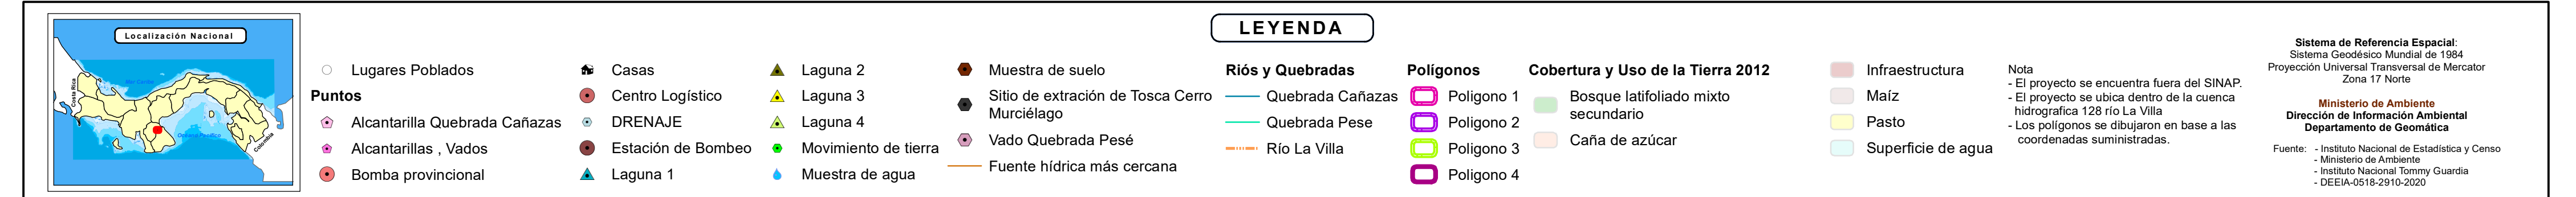 LEYENDA
Localización Nacional
Mar Caribe
Costa Rica
Océano Pacífico
Colombia
Lugares Poblados
Puntos
Alcantarilla Quebrada Cañazas
Alcantarillas , Vados
Bomba provincional
Casas
Centro Logístico
DRENAJE
Estación de Bombeo
Laguna 1
Laguna 2
Laguna 3
Laguna 4
Movimiento de tierra
Muestra de agua
Muestra de suelo
Sitio de extración de Tosca Cerro
Murciélago
Vado Quebrada Pesé
Fuente hídrica más cercana
Riós y Quebradas
Quebrada Cañazas
Quebrada Pese
Río La Villa
Polígonos
Poligono 1
Poligono 2
Poligono 3
Poligono 4
Cobertura y Uso de la Tierra 2012
Bosque latifoliado mixto
secundario
Caña de azúcar
Infraestructura
Maíz
Pasto
Superficie de agua
Nota
- El proyecto se encuentra fuera del SINAP.
- El proyecto se ubica dentro de la cuenca
hidrografica 128 río La Villa
- Los polígonos se dibujaron en base a las
coordenadas suministradas.
Sistema de Referencia Espacial:
Sistema Geodésico Mundial de 1984
Proyección Universal Transversal de Mercator
Zona 17 Norte
Ministerio de Ambiente
Dirección de Información Ambiental
Departamento de Geomática
Fuente: - Instituto Nacional de Estadística y Censo
- Ministerio de Ambiente
- Instituto Nacional Tommy Guardia
- DEEIA-0518-2910-2020